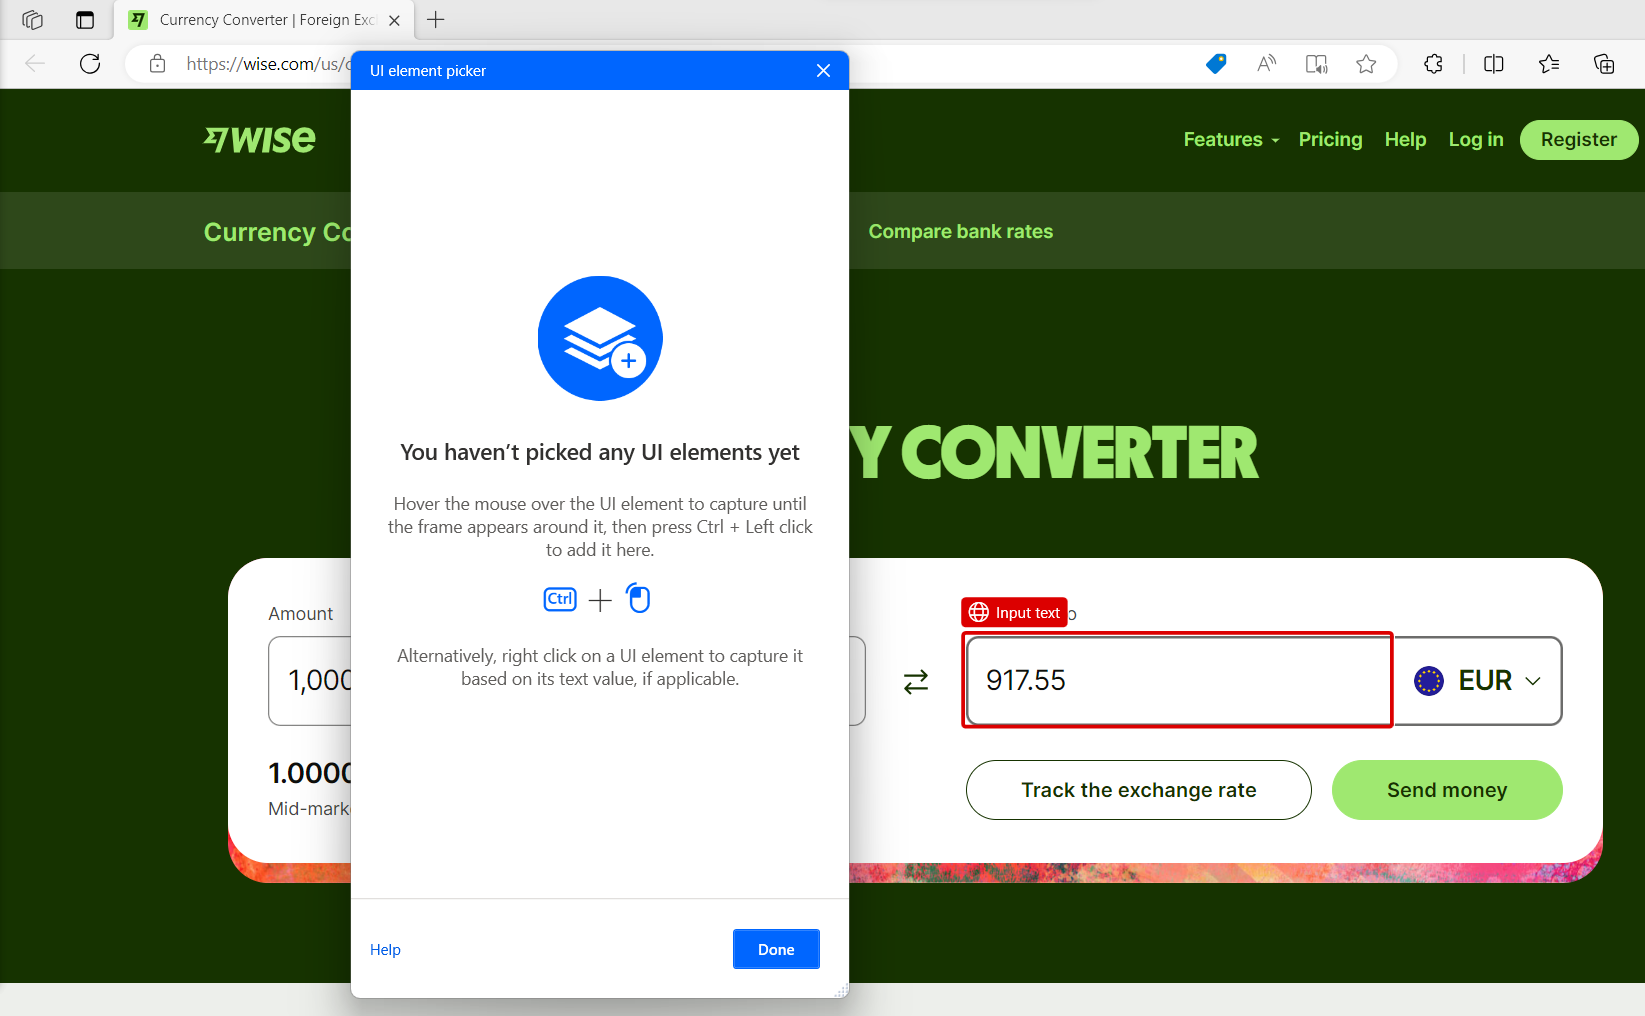 Currency Converter | Foreign Exc
https://wise.com/us/c
UI element picker
WISE
Features
Pricing
Help
Log in
Register
Currency Co
Compare bank rates
Y CONVERTER
You haven’t picked any UI elements yet
Hover the mouse over the UI element to capture until
the frame appears around it, then press Ctrl + Left click
to add it here.
Ctrl +
Alternatively, right click on a UI element to capture it
based on its text value, if applicable.
Amount
1,000
1.0000
Mid-mark
Input text
o
917.55
EUR
Track the exchange rate
Send money
Help
Done